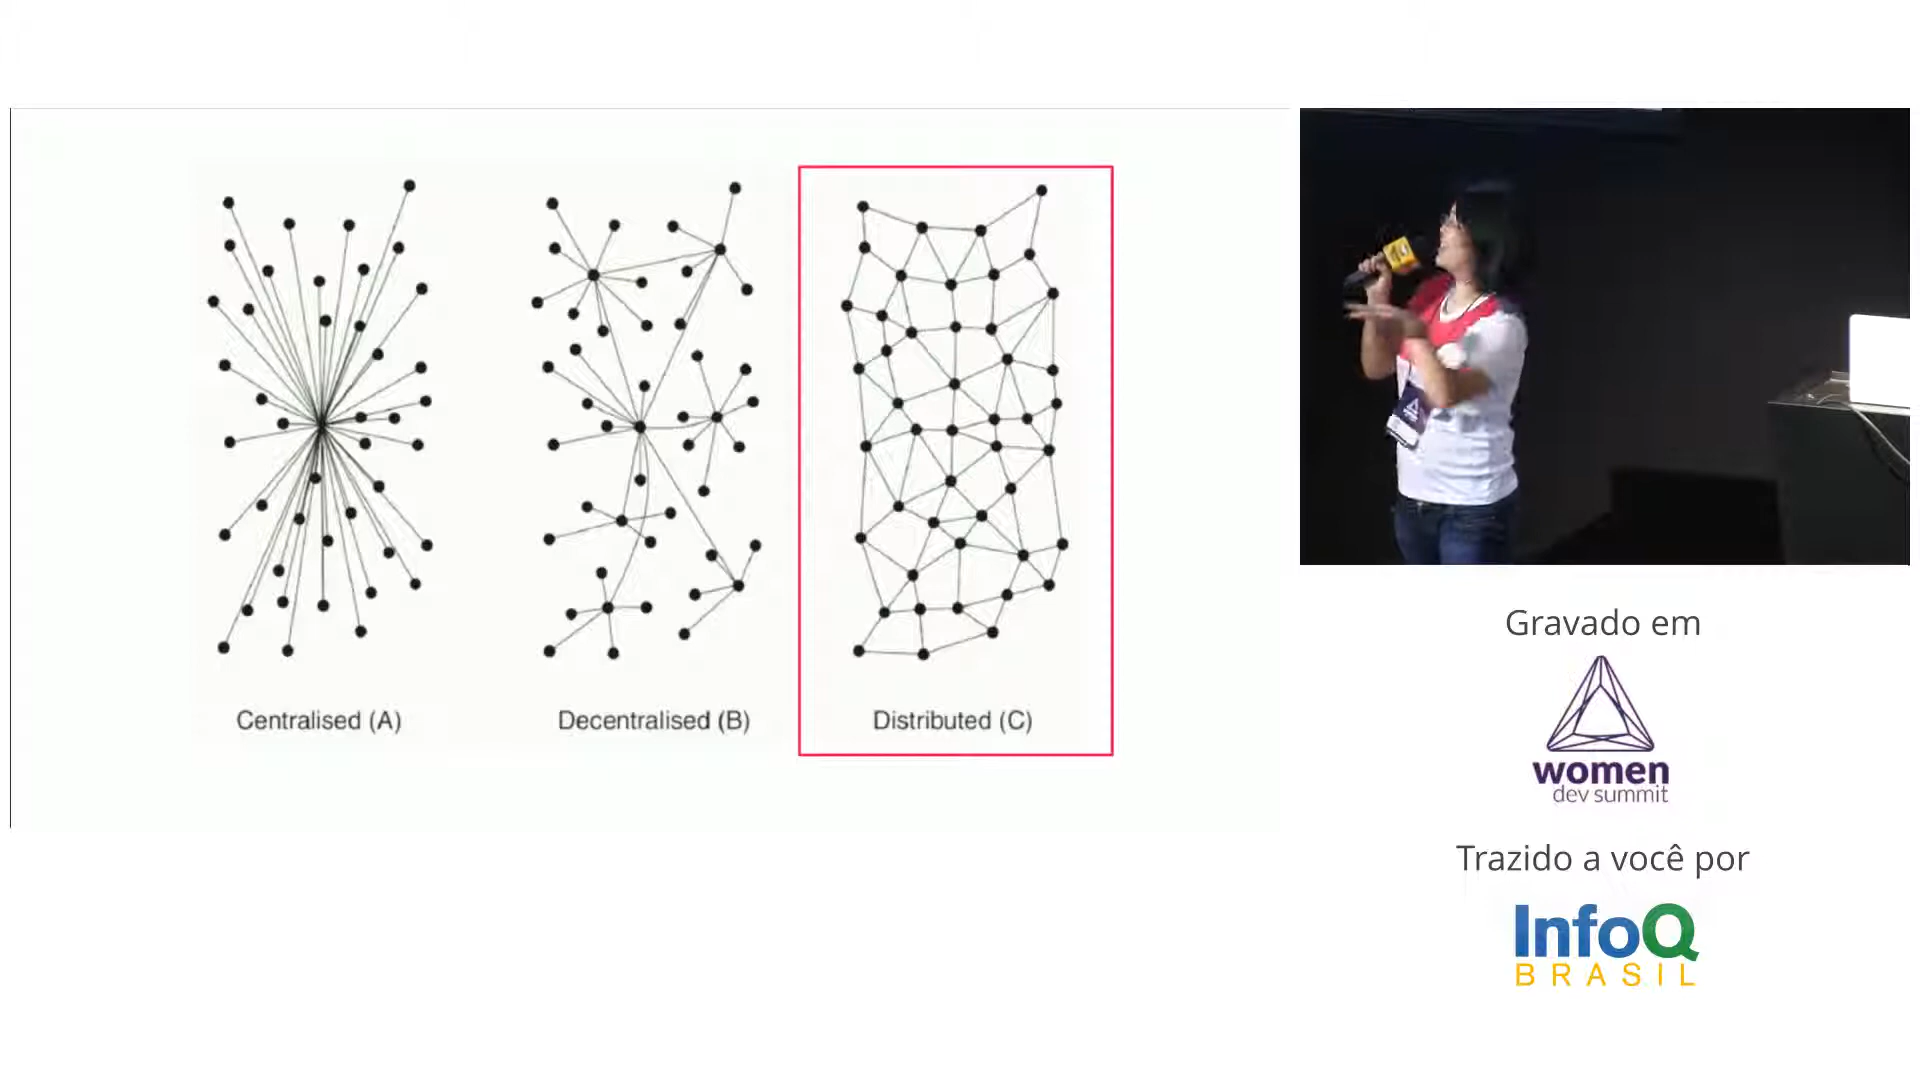 Centralised (A)
Decentralised (B)
Distributed (C)
Gravado em
women
dev summit
Trazido a você por
InfoQ
BRASIL